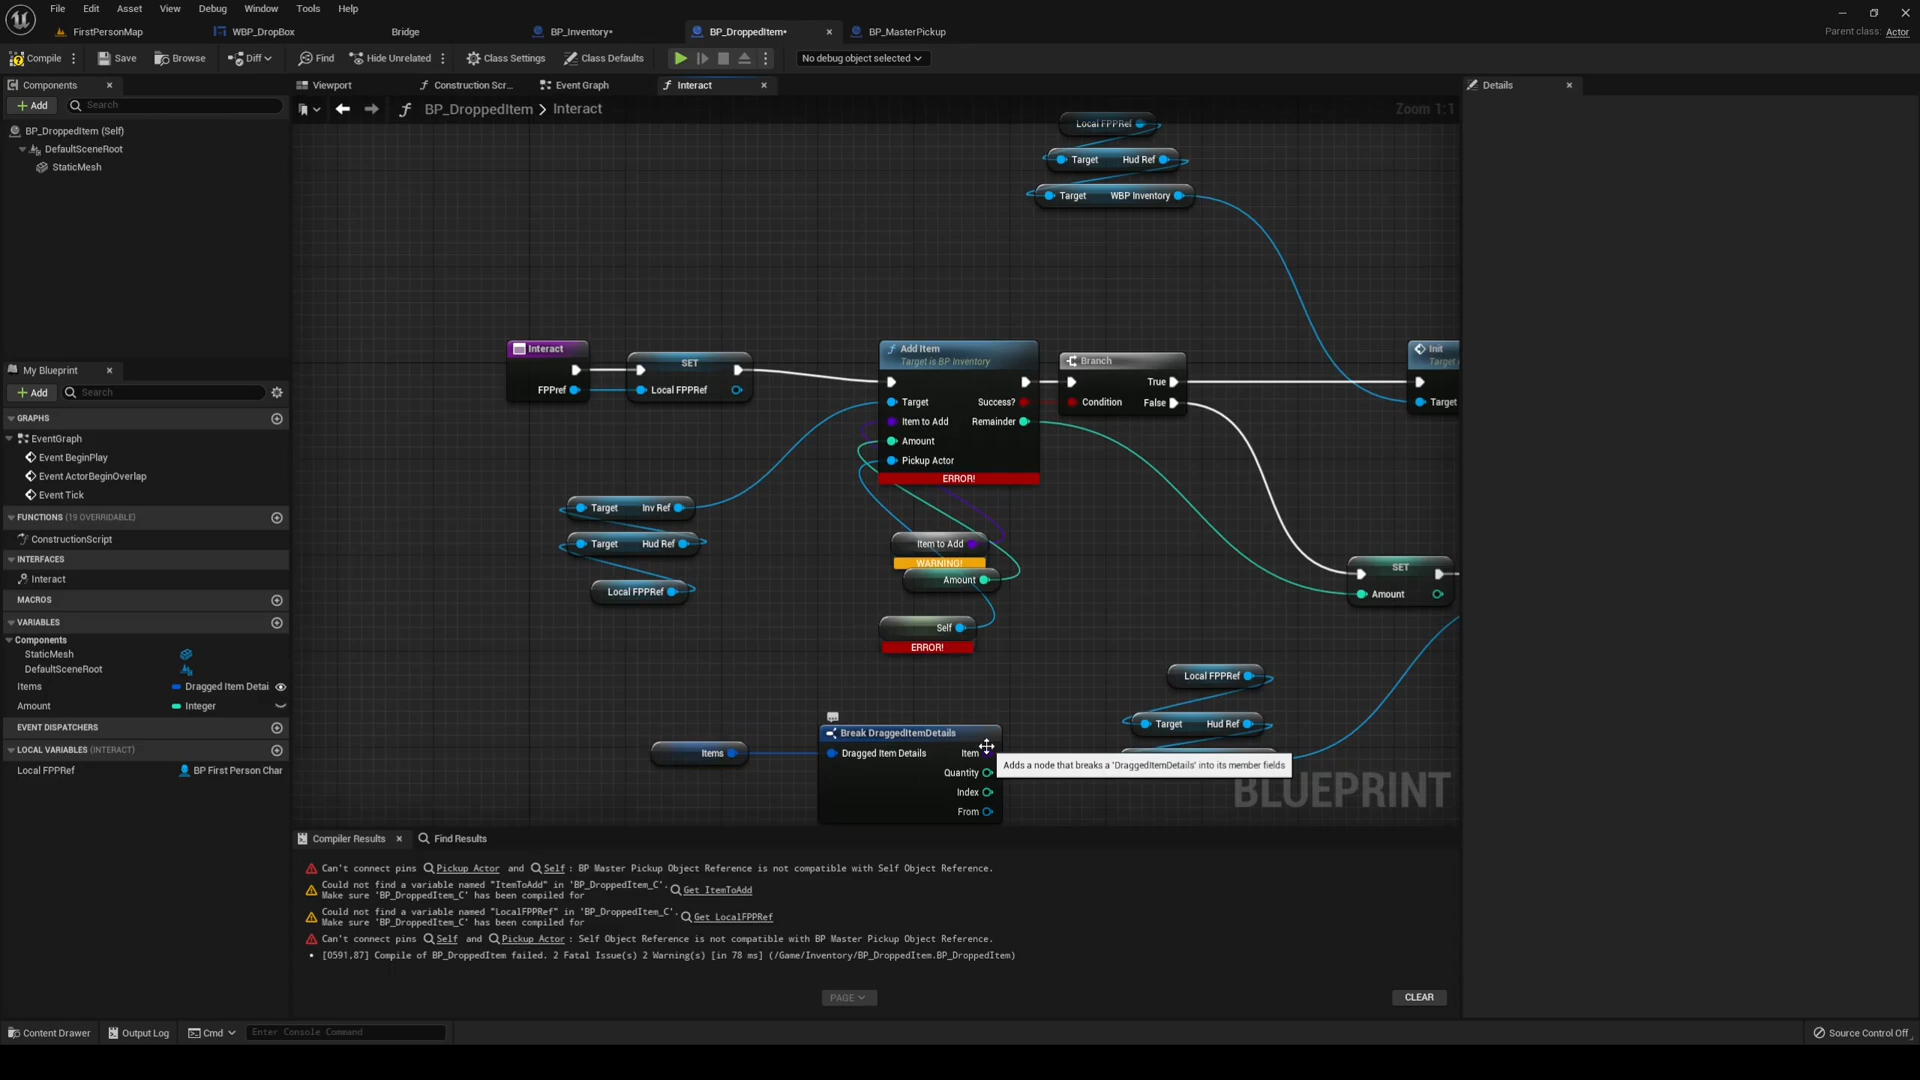 File Edit Asset View Debug Window Tools Help
FirstPersonMap WBP_DropBox Bridge BP_Inventory• BP_DroppedItem• BP_MasterPickup
Parent class: Actor
Compile Save Browse Diff Find Hide Unrelated Class Settings Class Defaults No debug object selected
Components
Add Search
BP_DroppedItem (Self)
DefaultSceneRoot
StaticMesh
Viewport Construction Scr... Event Graph Interact
BP_DroppedItem > Interact
Zoom 1:1
Details
My Blueprint
Add Search
GRAPHS
EventGraph
Event BeginPlay
Event ActorBeginOverlap
Event Tick
FUNCTIONS (19 OVERRIDABLE)
ConstructionScript
INTERFACES
Interact
MACROS
VARIABLES
Components
StaticMesh
DefaultSceneRoot
Items Dragged Item Detai
Amount Integer
EVENT DISPATCHERS
LOCAL VARIABLES (INTERACT)
Local FPPRef BP First Person Char
Local FPPRef
Target Hud Ref
Target WBP Inventory
Interact
FPPref
SET
Local FPPRef
Add Item
Target is BP Inventory
Target Success?
Item to Add Remainder
Amount
Pickup Actor
ERROR!
Branch
True
Condition False
Init
Target
Target
Target Inv Ref
Target Hud Ref
Local FPPRef
Item to Add
WARNING!
Amount
Self
ERROR!
SET
Amount
Local FPPRef
Target Hud Ref
Items
Break DraggedItemDetails
Dragged Item Details Item
Quantity
Index
From
Adds a node that breaks a 'DraggedItemDetails' into its member fields
BLUEPRINT
Compiler Results Find Results
Can't connect pins Pickup Actor and Self : BP Master Pickup Object Reference is not compatible with Self Object Reference.
Could not find a variable named "ItemToAdd" in 'BP_DroppedItem_C'.
Make sure 'BP_DroppedItem_C' has been compiled for
Get ItemToAdd
Could not find a variable named "LocalFPPRef" in 'BP_DroppedItem_C'.
Make sure 'BP_DroppedItem_C' has been compiled for
Get LocalFPPRef
Can't connect pins Self and Pickup Actor : Self Object Reference is not compatible with BP Master Pickup Object Reference.
• [0591,87] Compile of BP_DroppedItem failed. 2 Fatal Issue(s) 2 Warning(s) [in 78 ms] (/Game/Inventory/BP_DroppedItem.BP_DroppedItem)
PAGE
CLEAR
Content Drawer Output Log Cmd Enter Console Command
Source Control Off